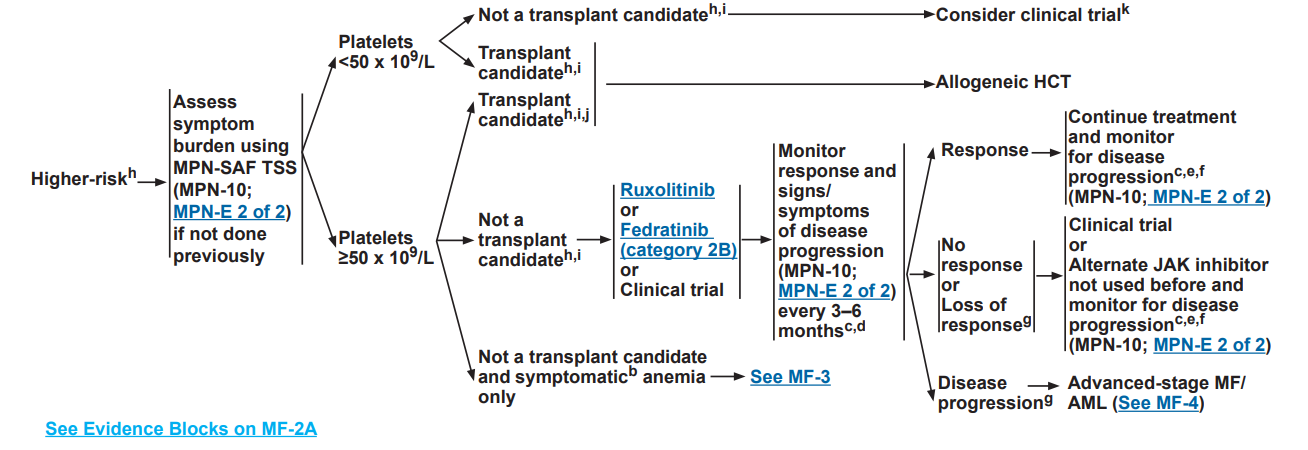 Not a transplant candidateh,i
Consider clinical trialk
Platelets
<50 x 109/L
Transplant
candidateh,i
Allogeneic HCT
Transplant
candidateh,i,j
Higher-riskh
Assess
symptom
burden using
MPN-SAF TSS
(MPN-10;
MPN-E 2 of 2)
if not done
previously
Platelets
≥50 x 109/L
Not a
transplant
candidateh,i
Ruxolitinib
or
Fedratinib
(category 2B)
or
Clinical trial
Monitor
response and
signs/
symptoms
of disease
progression
(MPN-10;
MPN-E 2 of 2)
every 3–6
monthsc,d
Response
Continue treatment
and monitor
for disease
progressionc,e,f
(MPN-10; MPN-E 2 of 2)
No
response
or
Loss of
responseg
Clinical trial
or
Alternate JAK inhibitor
not used before and
monitor for disease
progressionc,e,f
(MPN-10; MPN-E 2 of 2)
Not a transplant candidate
and symptomaticb anemia
only
See MF-3
Disease
progressiong
Advanced-stage MF/
AML (See MF-4)
See Evidence Blocks on MF-2A